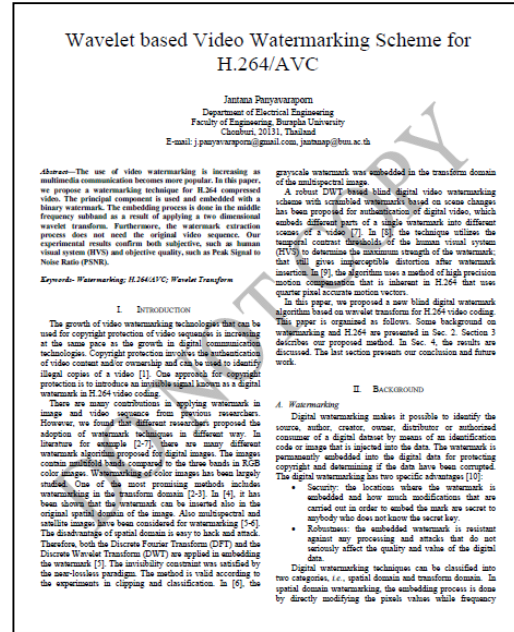 Wavelet based Video Watermarking Scheme for
H.264/AVC
Jantana Panyavaraporn
Department of Electrical Engineering
Faculty of Engineering, Burapha University
Chonburi, 20131, Thailand
E-mail: j.panyavaraporn@gmail.com, jantanap@buu.ac.th
Abstract—The use of video watermarking is increasing as
multimedia communication becomes more popular. In this paper,
we propose a watermarking technique for H.264 compressed
video. The principal component is used and embedded with a
binary watermark. The embedding process is done in the middle
frequency subband as a result of applying a two dimensional
wavelet transform. Furthermore, the watermark extraction
process does not need the original video sequence. Our
experimental results confirm both subjective, such as human
visual system (HVS) and objective quality, such as Peak Signal to
Noise Ratio (PSNR).
Keywords- Watermarking; H.264/AVC; Wavelet Transform
I. INTRODUCTION
The growth of video watermarking technologies that can be
used for copyright protection of video sequences is increasing
at the same pace as the growth in digital communication
technologies. Copyright protection involves the authentication
of video content and/or ownership and can be used to identify
illegal copies of a video [1]. One approach for copyright
protection is to introduce an invisible signal known as a digital
watermark in H.264 video coding.
There are many contributions in applying watermark in
image and video sequence from previous researchers.
However, we found that different researchers proposed the
adoption of watermark techniques in different way. In
literature for example [2-7], there are many different
watermark algorithm proposed for digital images. The images
contain multifold bands compared to the three bands in RGB
color images. Watermarking of color images has been largely
studied. One of the most promising methods includes
watermarking in the transform domain [2-3]. In [4], it has
been shown that the watermark can be inserted also in the
original spatial domain of the image. Also multispectral and
satellite images have been considered for watermarking [5-6].
The disadvantage of spatial domain is easy to hack and attack.
Therefore, both the Discrete Fourier Transform (DFT) and the
Discrete Wavelet Transform (DWT) are applied in embedding
the watermark [5]. The invisibility constraint was satisfied by
the near-lossless paradigm. The method is valid according to
the experiments in clipping and classification. In [6], the
grayscale watermark was embedded in the transform domain
of the multispectral image.
A robust DWT based blind digital video watermarking
scheme with scrambled watermarks based on scene changes
has been proposed for authentication of digital video, which
embeds different parts of a single watermark into different
scenes of a video [7]. In [8], the technique utilizes the
temporal contrast thresholds of the human visual system
(HVS) to determine the maximum strength of the watermark;
that still gives imperceptible distortion after watermark
insertion. In [9], the algorithm uses a method of high precision
motion compensation that is inherent in H.264 that uses
quarter pixel accurate motion vectors.
In this paper, we proposed a new blind digital watermark
algorithm based on wavelet transform for H.264 video coding.
This paper is organized as follows. Some background on
watermarking and H.264 are presented in Sec. 2. Section 3
describes our proposed method. In Sec. 4, the results are
discussed. The last section presents our conclusion and future
work.
II. BACKGROUND
A. Watermarking
Digital watermarking makes it possible to identify the
source, author, creator, owner, distributor or authorized
consumer of a digital dataset by means of an identification
code or image that is injected into the data. The watermark is
permanently embedded into the digital data for protecting
copyright and determining if the data have been corrupted.
The digital watermarking has two specific advantages [10]:
• Security: the locations where the watermark is
embedded and how much modifications that are
carried out in order to embed the mark are secret to
anybody who does not know the secret key.
• Robustness: the embedded watermark is resistant
against any processing and attacks that do not
seriously affect the quality and value of the digital
data.
Digital watermarking techniques can be classified into
two categories, i.e., spatial domain and transform domain. In
spatial domain watermarking, the embedding process is done
by directly modifying the pixels values while frequency
DO NOT COPY